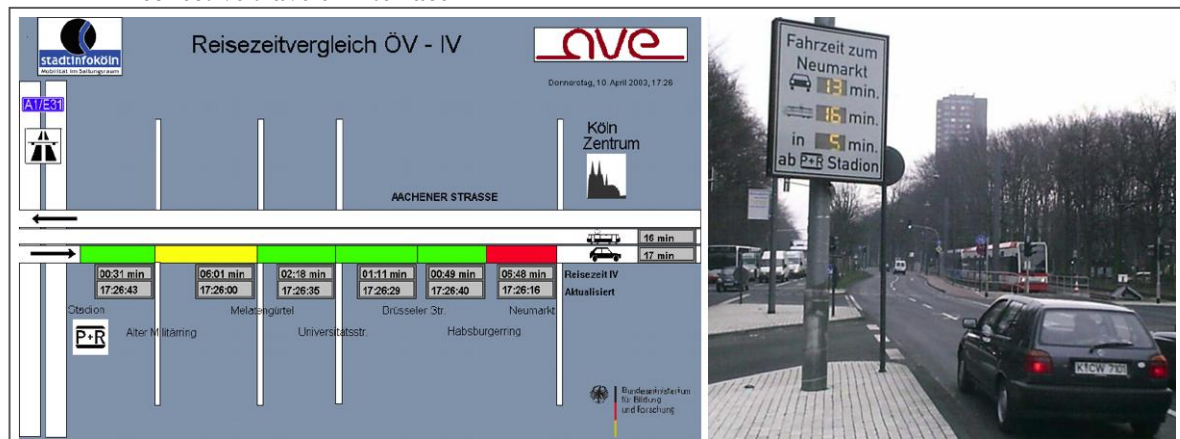 stadtinfoköln
Mobilität im Ballungsraum
Reisezeitvergleich ÖV - IV
ave
Donnerstag, 10. April 2003, 17:26
A1/E31
Köln
Zentrum
AACHENER STRASSE
16 min
17 min
00:31 min
06:01 min
02:18 min
01:11 min
00:49 min
06:48 min
Reisezeit IV
17:26:43
17:26:00
17:26:35
17:26:29
17:26:40
17:26:16
Aktualisiert
Stadion
Melatengürtel
Brüsseler Str.
Neumarkt
P+R
Alter Militärring
Universitätsstr.
Habsburgerring
Bundesministerium
für Bildung
und Forschung
Fahrzeit zum
Neumarkt
13 min.
16 min.
in 5 min.
ab P+R Stadion
K CW 7101